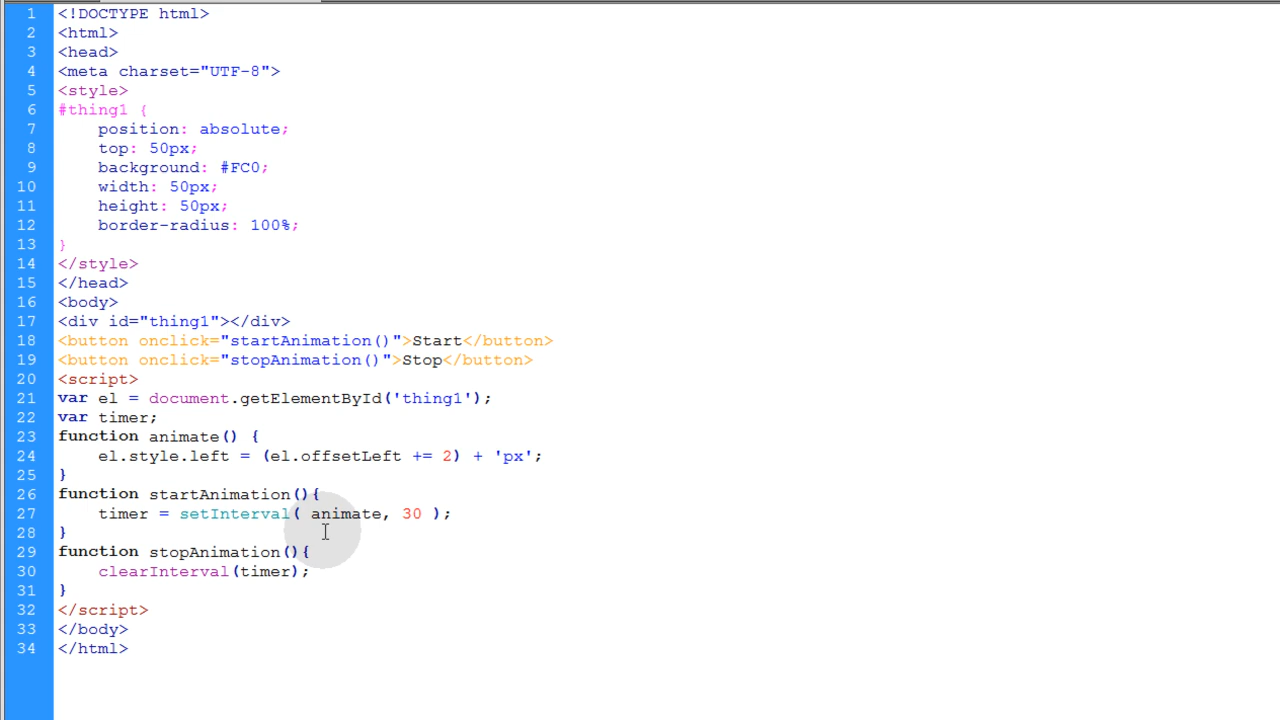 1 <!DOCTYPE html>
2 <html>
3 <head>
4 <meta charset="UTF-8">
5 <style>
6 #thing1 {
7     position: absolute;
8     top: 50px;
9     background: #FC0;
10     width: 50px;
11     height: 50px;
12     border-radius: 100%;
13 }
14 </style>
15 </head>
16 <body>
17 <div id="thing1"></div>
18 <button onclick="startAnimation()">Start</button>
19 <button onclick="stopAnimation()">Stop</button>
20 <script>
21 var el = document.getElementById('thing1');
22 var timer;
23 function animate() {
24     el.style.left = (el.offsetLeft += 2) + 'px';
25 }
26 function startAnimation(){
27     timer = setInterval( animate, 30 );
28 }
29 function stopAnimation(){
30     clearInterval(timer);
31 }
32 </script>
33 </body>
34 </html>